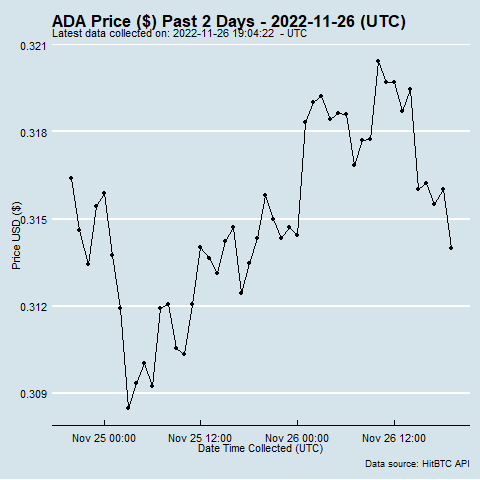 ADA Price ($) Past 2 Days - 2022-11-26 (UTC)
Latest data collected on: 2022-11-26 19:04:22 - UTC
0.321
0.318
0.315
0.312
0.309
Price USD ($)
Nov 25 00:00 Nov 25 12:00 Nov 26 00:00 Nov 26 12:00
Date Time Collected (UTC)
Data source: HitBTC API